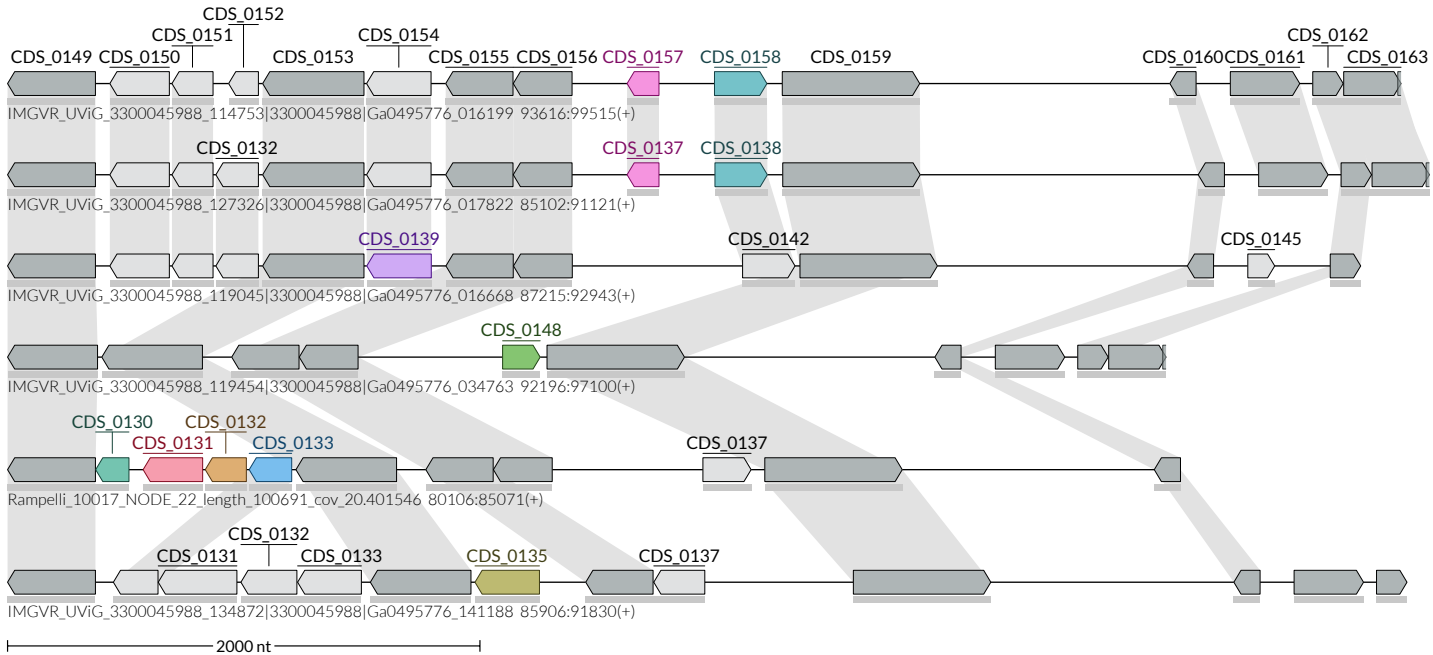 CDS_0152
CDS_0151 CDS_0154 CDS_0162
CDS_0149 CDS_0150 CDS_0153 CDS_0155 CDS_0156 CDS_0157 CDS_0158 CDS_0159 CDS_0160 CDS_0161 CDS_0163
IMGVR_UViG_3300045988_114753|3300045988|Ga0495776_016199 93616:99515(+)
CDS_0132 CDS_0137 CDS_0138
IMGVR_UViG_3300045988_127326|3300045988|Ga0495776_017822 85102:91121(+)
CDS_0139 CDS_0142 CDS_0145
IMGVR_UViG_3300045988_119045|3300045988|Ga0495776_016668 87215:92943(+)
CDS_0148
IMGVR_UViG_3300045988_119454|3300045988|Ga0495776_034763 92196:97100(+)
CDS_0130 CDS_0132
CDS_0131 CDS_0133 CDS_0137
Rampelli_10017_NODE_22_length_100691_cov_20.401546 80106:85071(+)
CDS_0132
CDS_0131 CDS_0133 CDS_0135 CDS_0137
IMGVR_UViG_3300045988_134872|3300045988|Ga0495776_141188 85906:91830(+)
2000 nt